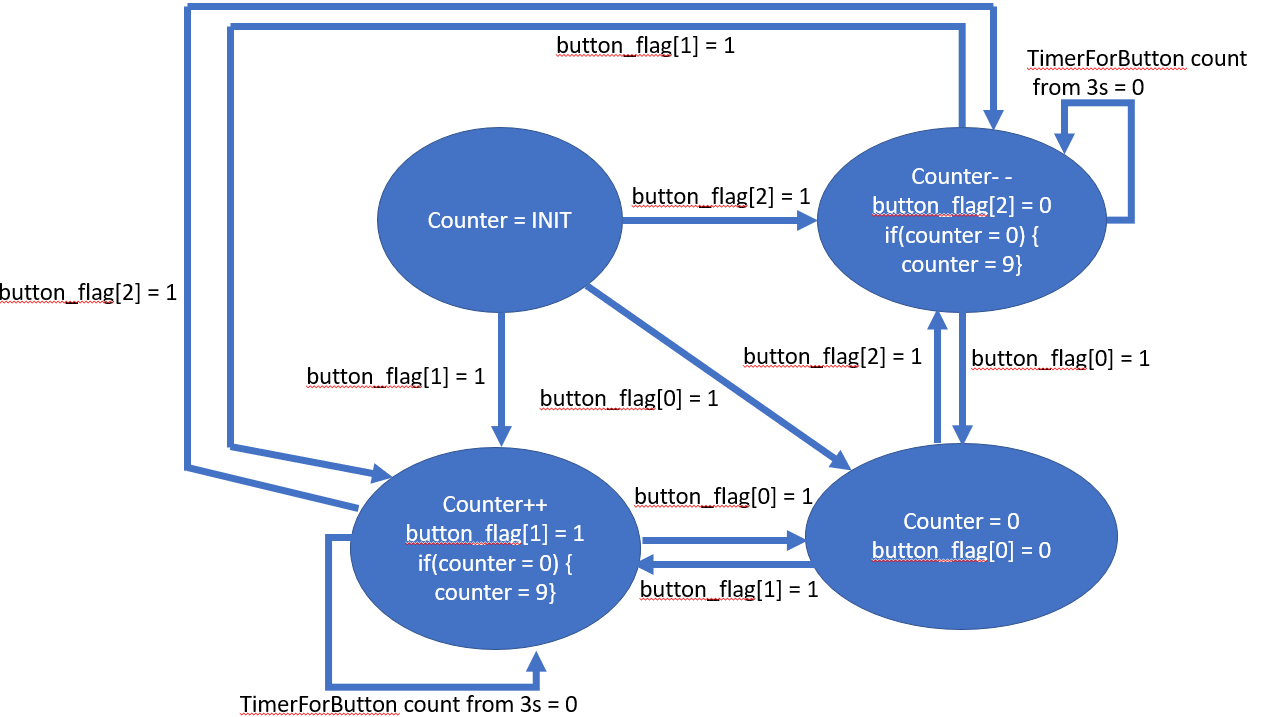 button_flag[1] = 1
TimerForButton count
from 3s = 0
Counter = INIT
button_flag[2] = 1
Counter- -
button_flag[2] = 0
if(counter = 0) {
counter = 9}
button_flag[2] = 1
button_flag[1] = 1
button_flag[0] = 1
button_flag[2] = 1
button_flag[0] = 1
Counter++
button_flag[1] = 1
if(counter = 0) {
counter = 9}
button_flag[0] = 1
button_flag[1] = 1
Counter = 0
button_flag[0] = 0
TimerForButton count from 3s = 0